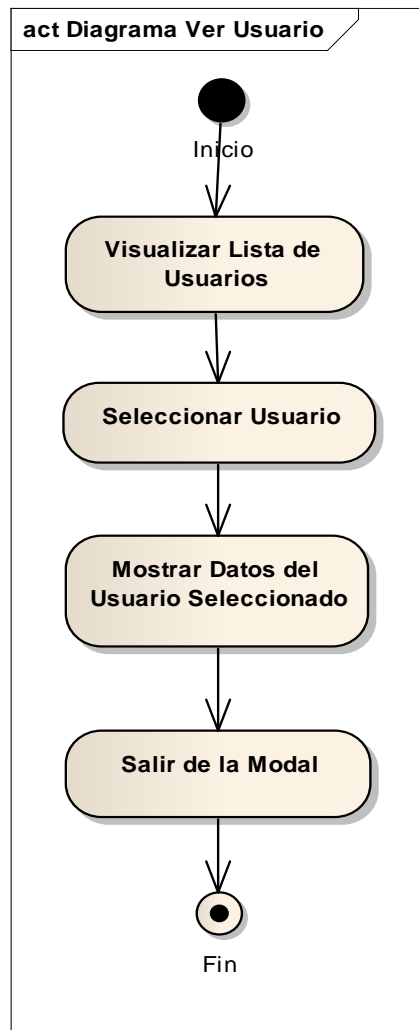 act Diagrama Ver Usuario
Inicio
Visualizar Lista de
Usuarios
Seleccionar Usuario
Mostrar Datos del
Usuario Seleccionado
Salir de la Modal
Fin